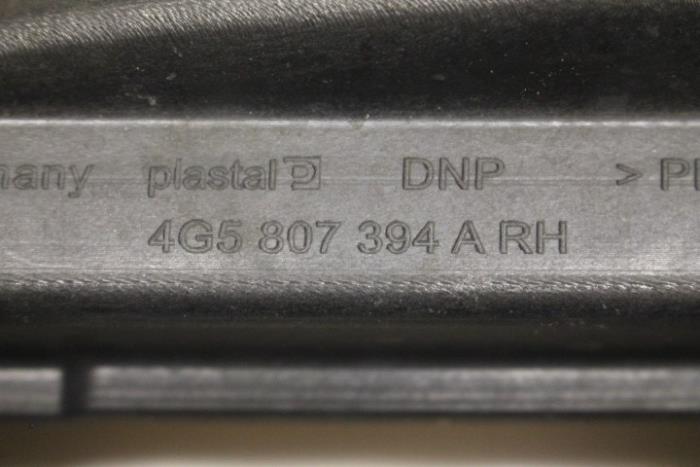 many plastal DNP > P
4G5 807 394 A RH